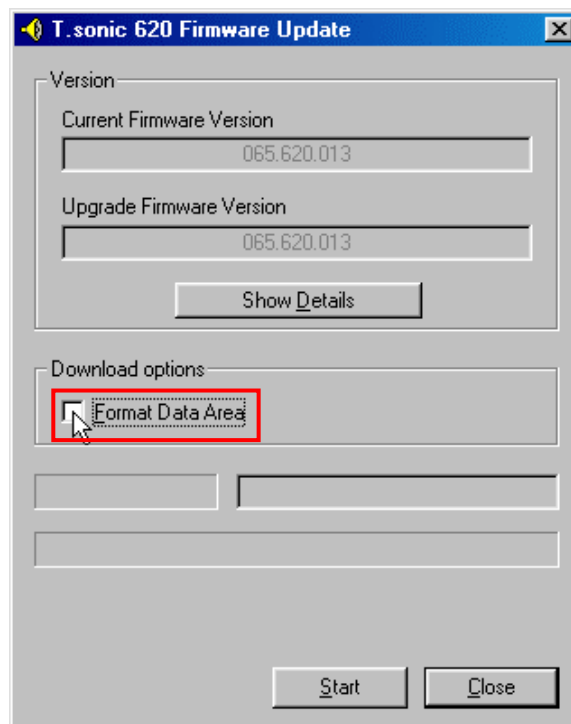 T.sonic 620 Firmware Update
Version
Current Firmware Version
065.620.013
Upgrade Firmware Version
065.620.013
Show Details
Download options
Format Data Area
Start
Close